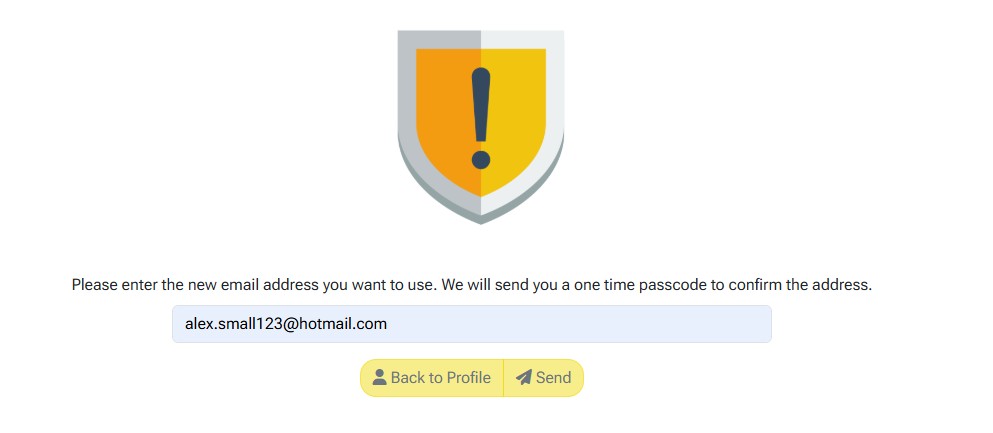 Please enter the new email address you want to use. We will send you a one time passcode to confirm the address.
alex.small123@hotmail.com
Back to Profile Send